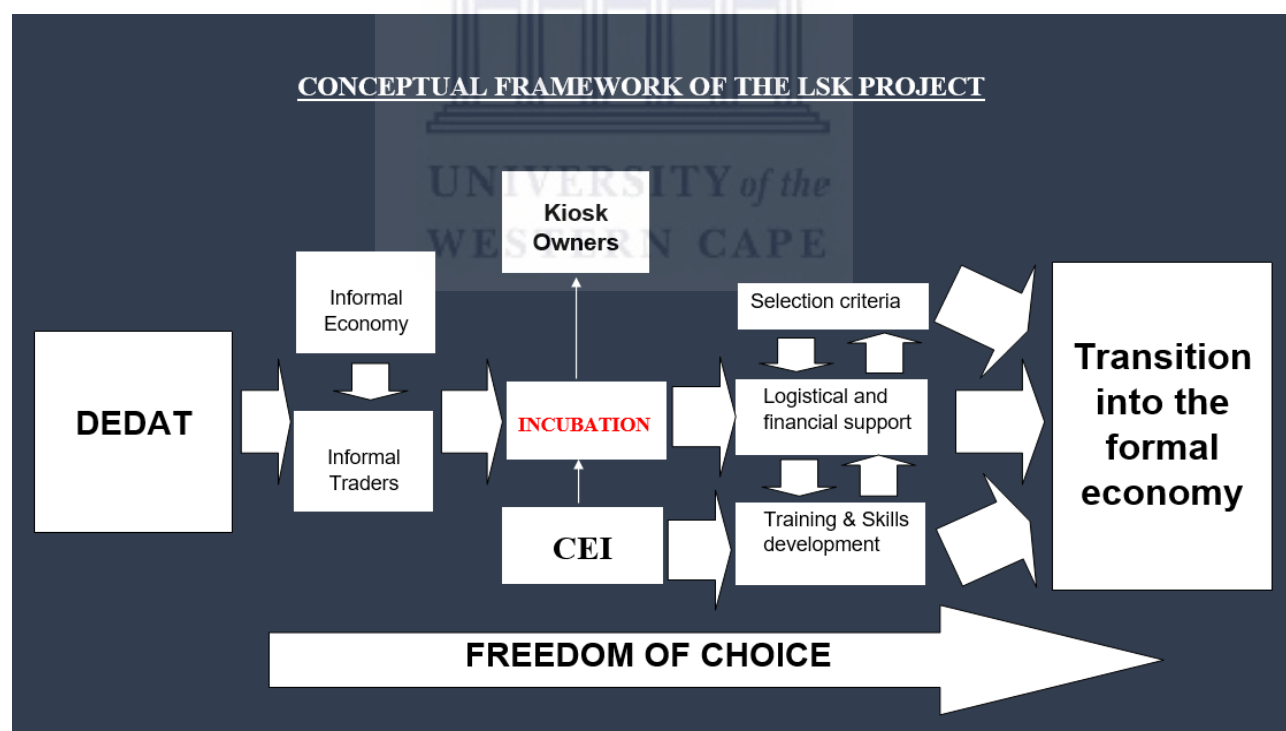 CONCEPTUAL FRAMEWORK OF THE LSK PROJECT
UNIVERSITY of the
WESTERN CAPE
Kiosk
Owners
Informal
Economy
Selection criteria
DEDAT
Informal
Traders
INCUBATION
Logistical and
financial support
Transition
into the
formal
economy
CEI
Training & Skills
development
FREEDOM OF CHOICE